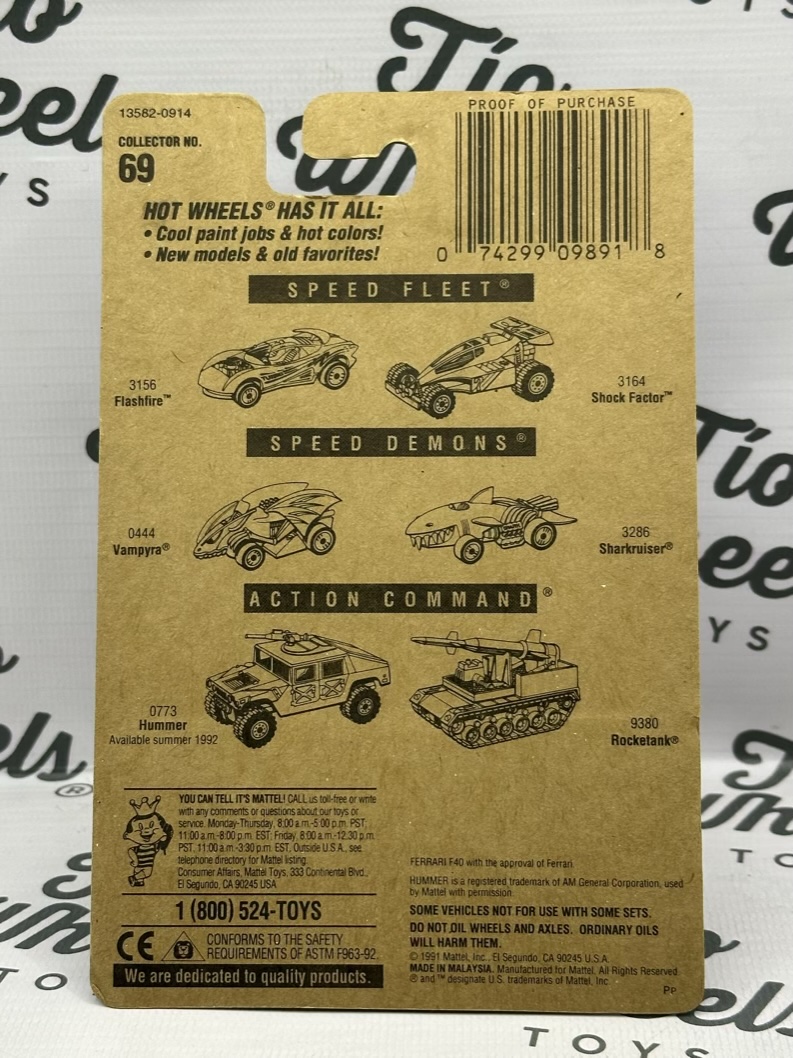 13582-0914
COLLECTOR NO.
69
PROOF OF PURCHASE
0 74299 09891 8
HOT WHEELS® HAS IT ALL:
• Cool paint jobs & hot colors!
• New models & old favorites!
SPEED FLEET®
3156
Flashfire™
3164
Shock Factor™
SPEED DEMONS®
0444
Vampyra®
3286
Sharkruiser®
ACTION COMMAND®
0773
Hummer
Available summer 1992
9380
Rocketank®
YOU CAN TELL IT'S MATTEL! CALL us toll-free or write
with any comments or questions about our toys or
service. Monday-Thursday, 8:00 a.m.-5:00 p.m. PST,
11:00 a.m.-8:00 p.m. EST; Friday, 8:00 a.m.-12:30 p.m.
PST, 11:00 a.m.-3:30 p.m. EST. Outside U.S.A., see
telephone directory for Mattel listing.
Consumer Affairs, Mattel Toys, 333 Continental Blvd.,
El Segundo, CA 90245 USA
1 (800) 524-TOYS
CE
CONFORMS TO THE SAFETY
REQUIREMENTS OF ASTM F963-92.
We are dedicated to quality products.
FERRARI F40 with the approval of Ferrari.
HUMMER is a registered trademark of AM General Corporation, used
by Mattel with permission.
SOME VEHICLES NOT FOR USE WITH SOME SETS.
DO NOT OIL WHEELS AND AXLES. ORDINARY OILS
WILL HARM THEM.
© 1991 Mattel, Inc., El Segundo, CA 90245 U.S.A.
MADE IN MALAYSIA. Manufactured for Mattel. All Rights Reserved.
® and ™ designate U.S. trademarks of Mattel, Inc.
PP
Tío
TOYS